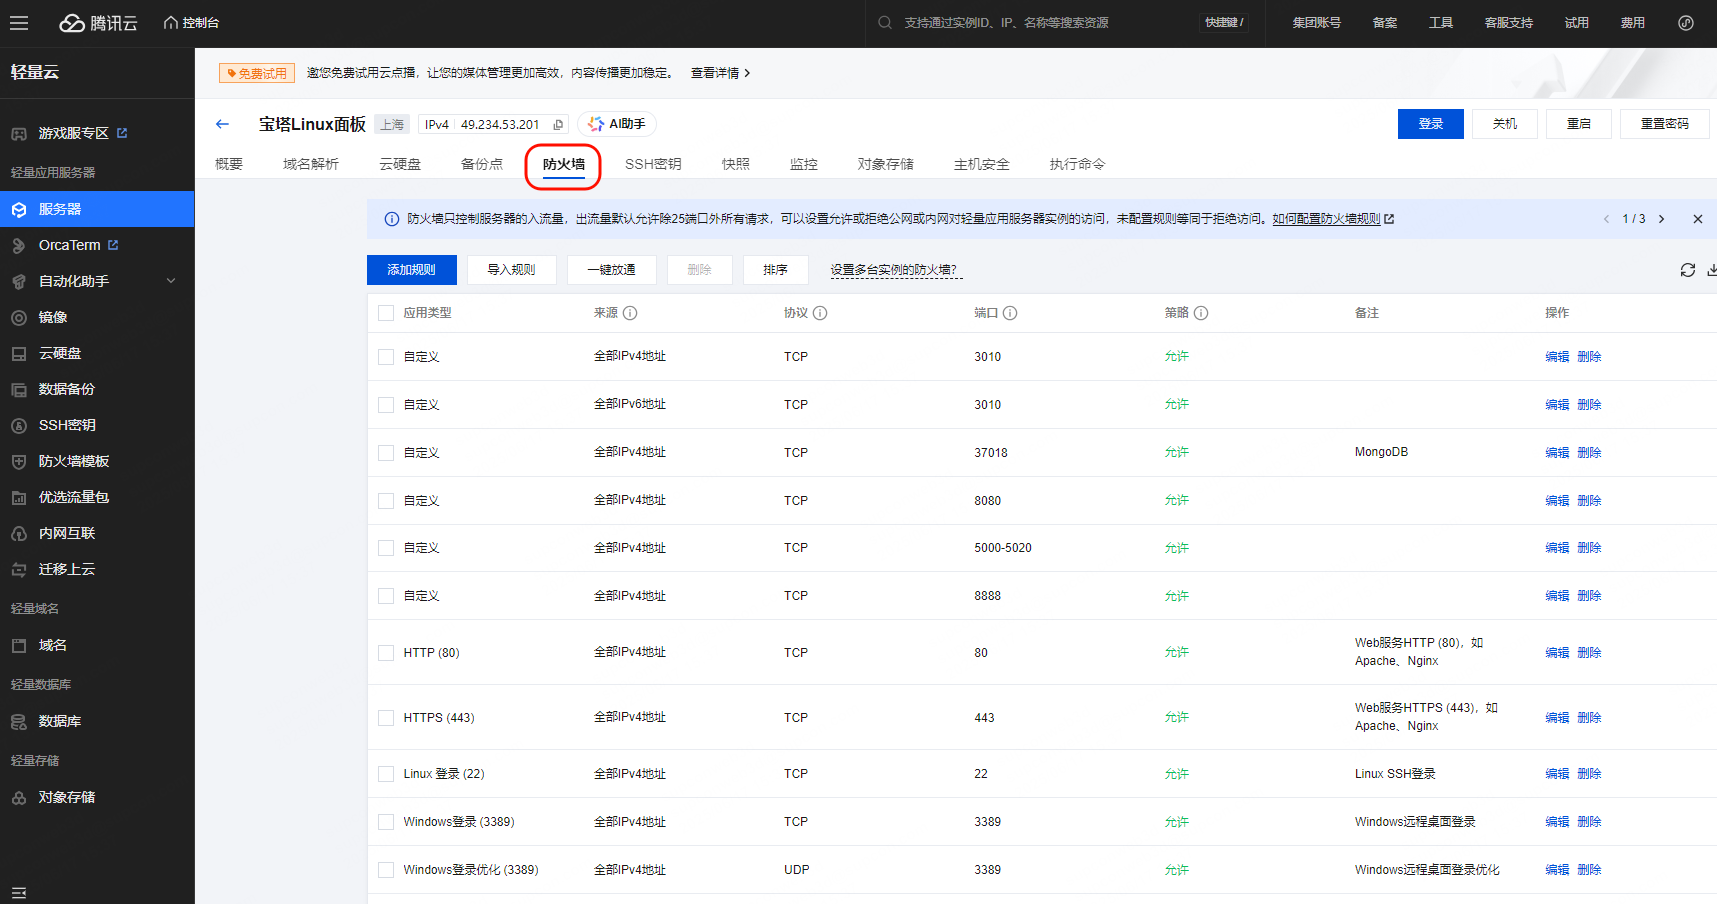 腾讯云
控制台
支持通过实例ID、IP、名称等搜索资源
快捷键 /
集团账号
备案
工具
客服支持
试用
费用
轻量云
游戏服专区
轻量应用服务器
服务器
OrcaTerm
自动化助手
镜像
云硬盘
数据备份
SSH密钥
防火墙模板
优选流量包
内网互联
迁移上云
轻量域名
域名
轻量数据库
数据库
轻量存储
对象存储
免费试用 邀您免费试用云点播，让您的媒体管理更加高效，内容传播更加稳定。 查看详情
宝塔Linux面板 上海 IPv4 49.234.53.201 AI助手
登录 关机 重启 重置密码
概要 域名解析 云硬盘 备份点 防火墙 SSH密钥 快照 监控 对象存储 主机安全 执行命令
防火墙只控制服务器的入流量，出流量默认允许除25端口外所有请求，可以设置允许或拒绝公网或内网对轻量应用服务器实例的访问，未配置规则等同于拒绝访问。如何配置防火墙规则 1 / 3
添加规则 导入规则 一键放通 删除 排序 设置多台实例的防火墙?
应用类型 来源 协议 端口 策略 备注 操作
自定义 全部IPv4地址 TCP 3010 允许 编辑 删除
自定义 全部IPv6地址 TCP 3010 允许 编辑 删除
自定义 全部IPv4地址 TCP 37018 允许 MongoDB 编辑 删除
自定义 全部IPv4地址 TCP 8080 允许 编辑 删除
自定义 全部IPv4地址 TCP 5000-5020 允许 编辑 删除
自定义 全部IPv4地址 TCP 8888 允许 编辑 删除
HTTP (80) 全部IPv4地址 TCP 80 允许 Web服务HTTP (80)，如
Apache、Nginx 编辑 删除
HTTPS (443) 全部IPv4地址 TCP 443 允许 Web服务HTTPS (443)，如
Apache、Nginx 编辑 删除
Linux 登录 (22) 全部IPv4地址 TCP 22 允许 Linux SSH登录 编辑 删除
Windows登录 (3389) 全部IPv4地址 TCP 3389 允许 Windows远程桌面登录 编辑 删除
Windows登录优化 (3389) 全部IPv4地址 UDP 3389 允许 Windows远程桌面登录优化 编辑 删除